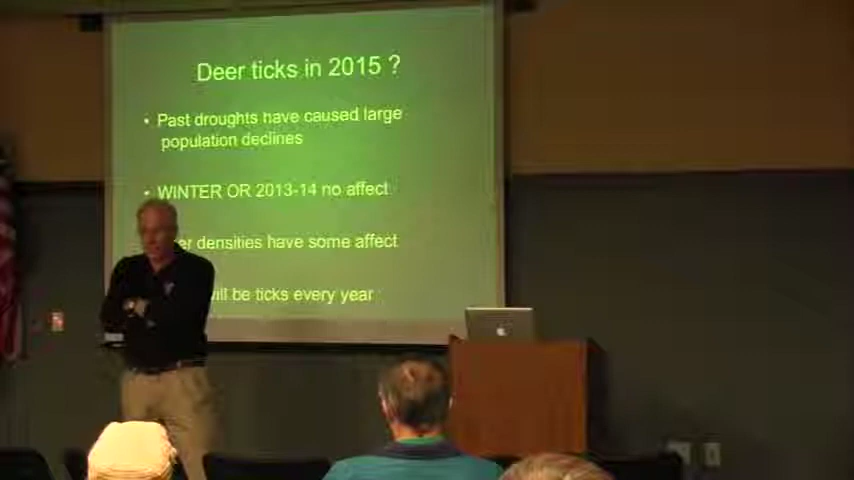 Deer ticks in 2015 ?
• Past droughts have caused large
population declines
• WINTER OR 2013-14 no affect
densities have some affect
will be ticks every year